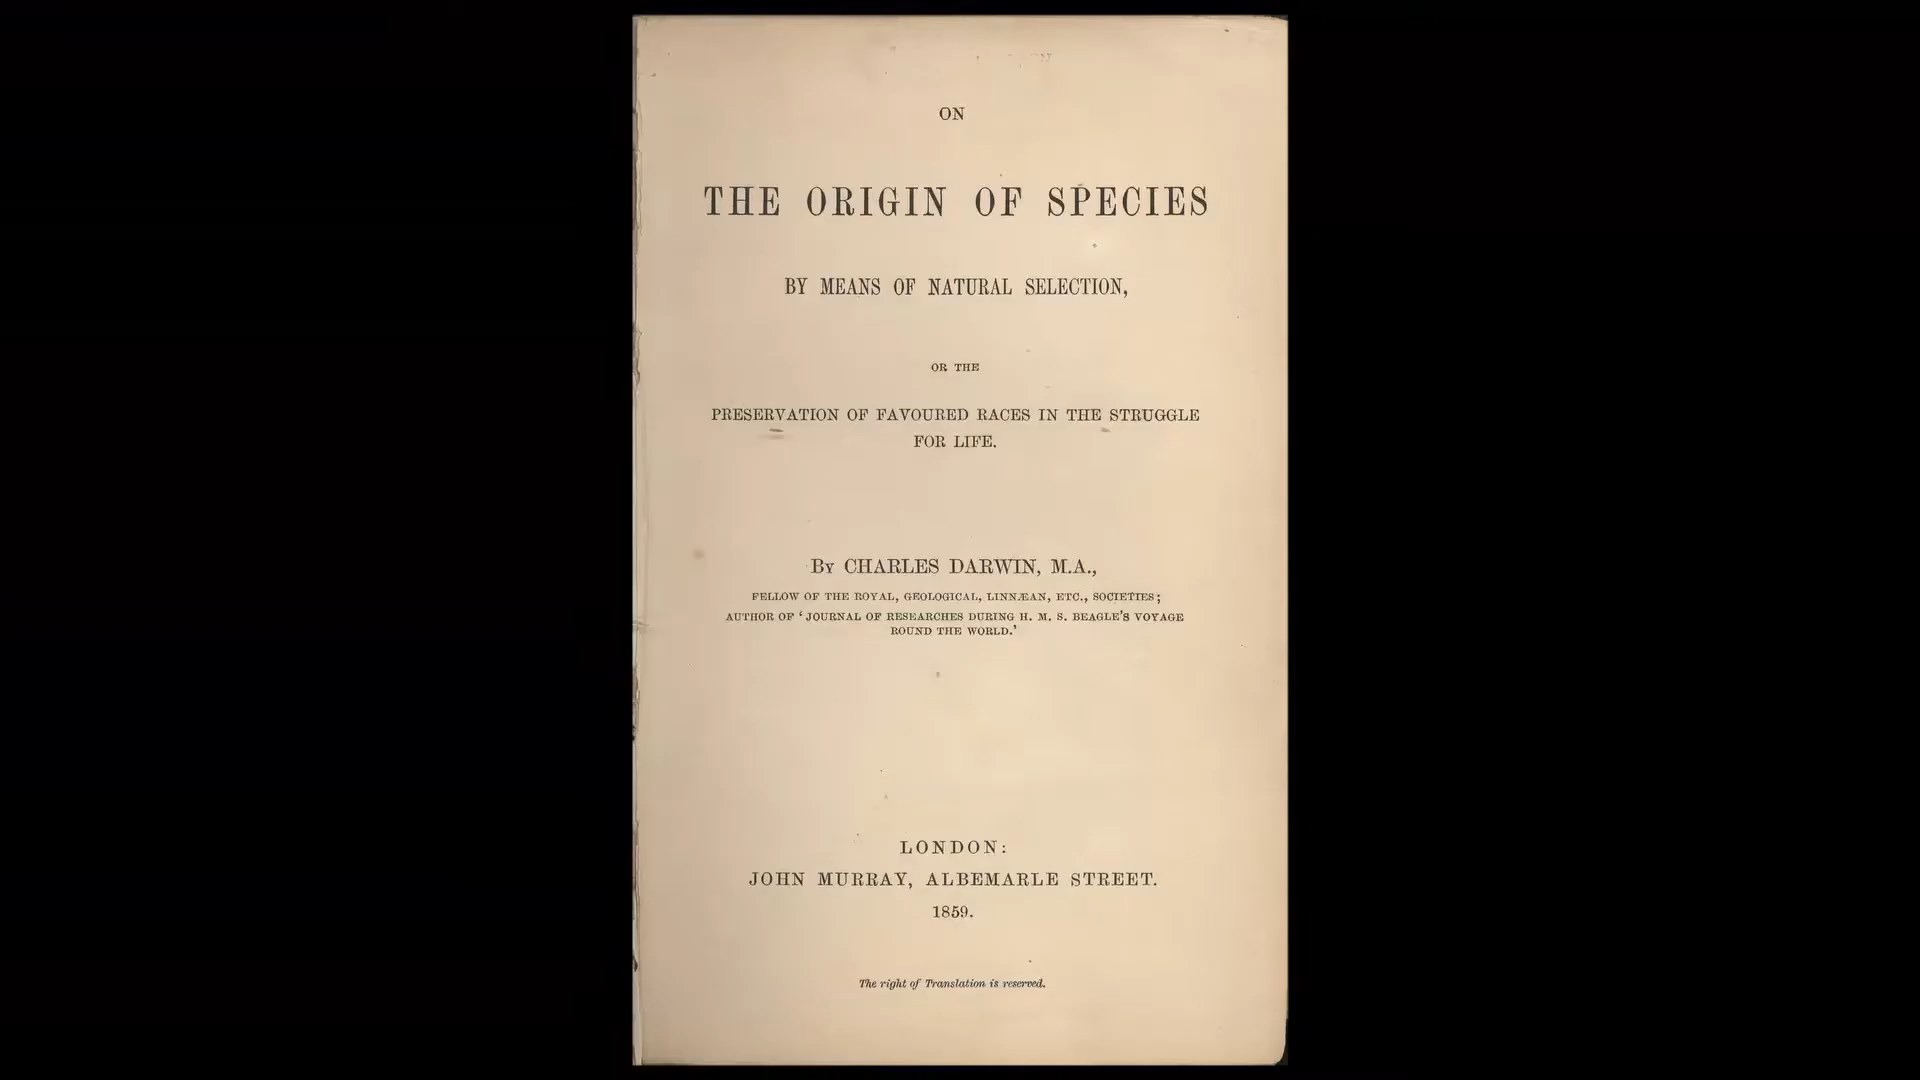 ON
THE ORIGIN OF SPECIES
BY MEANS OF NATURAL SELECTION,
OR THE
PRESERVATION OF FAVOURED RACES IN THE STRUGGLE
FOR LIFE.
BY CHARLES DARWIN, M.A.,
FELLOW OF THE ROYAL, GEOLOGICAL, LINNÆAN, ETC., SOCIETIES;
AUTHOR OF ‘JOURNAL OF RESEARCHES DURING H. M. S. BEAGLE’S VOYAGE
ROUND THE WORLD.’
LONDON:
JOHN MURRAY, ALBEMARLE STREET.
1859.
The right of Translation is reserved.